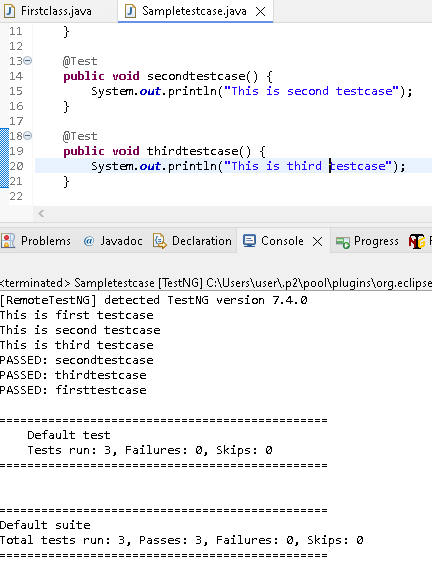 Firstclass.java Sampletestcase.java
11 }
12
13 @Test
14 public void secondtestcase() {
15 System.out.println("This is second testcase");
16 }
17
18 @Test
19 public void thirdtestcase() {
20 System.out.println("This is third testcase");
21 }
22
Problems @ Javadoc Declaration Console Progress
<terminated> Sampletestcase [TestNG] C:\Users\user\.p2\pool\plugins\org.eclipse
[RemoteTestNG] detected TestNG version 7.4.0
This is first testcase
This is second testcase
This is third testcase
PASSED: secondtestcase
PASSED: thirdtestcase
PASSED: firsttestcase
===============================================
Default test
Tests run: 3, Failures: 0, Skips: 0
===============================================
===============================================
Default suite
Total tests run: 3, Passes: 3, Failures: 0, Skips: 0
===============================================